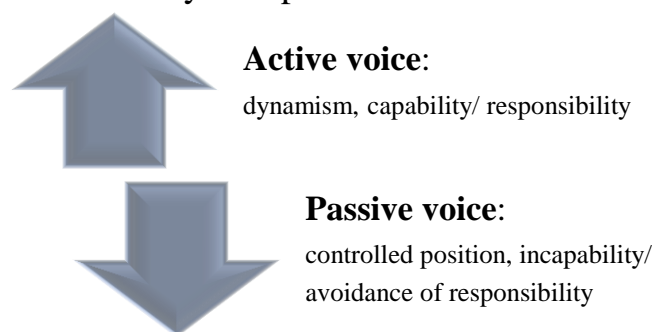 Active voice:
dynamism, capability/ responsibility
Passive voice:
controlled position, incapability/
avoidance of responsibility